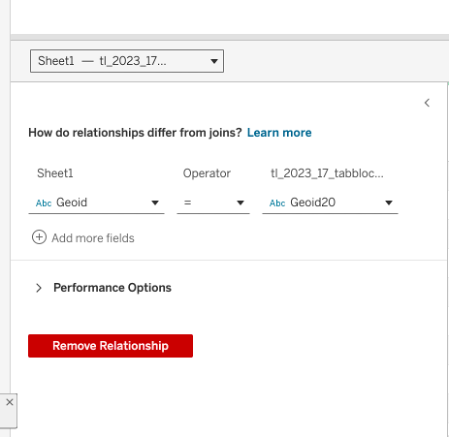 Sheet1 — tl_2023_17...
How do relationships differ from joins? Learn more
Sheet1 Operator tl_2023_17_tabbloc...
Abc Geoid = Abc Geoid20
Add more fields
Performance Options
Remove Relationship